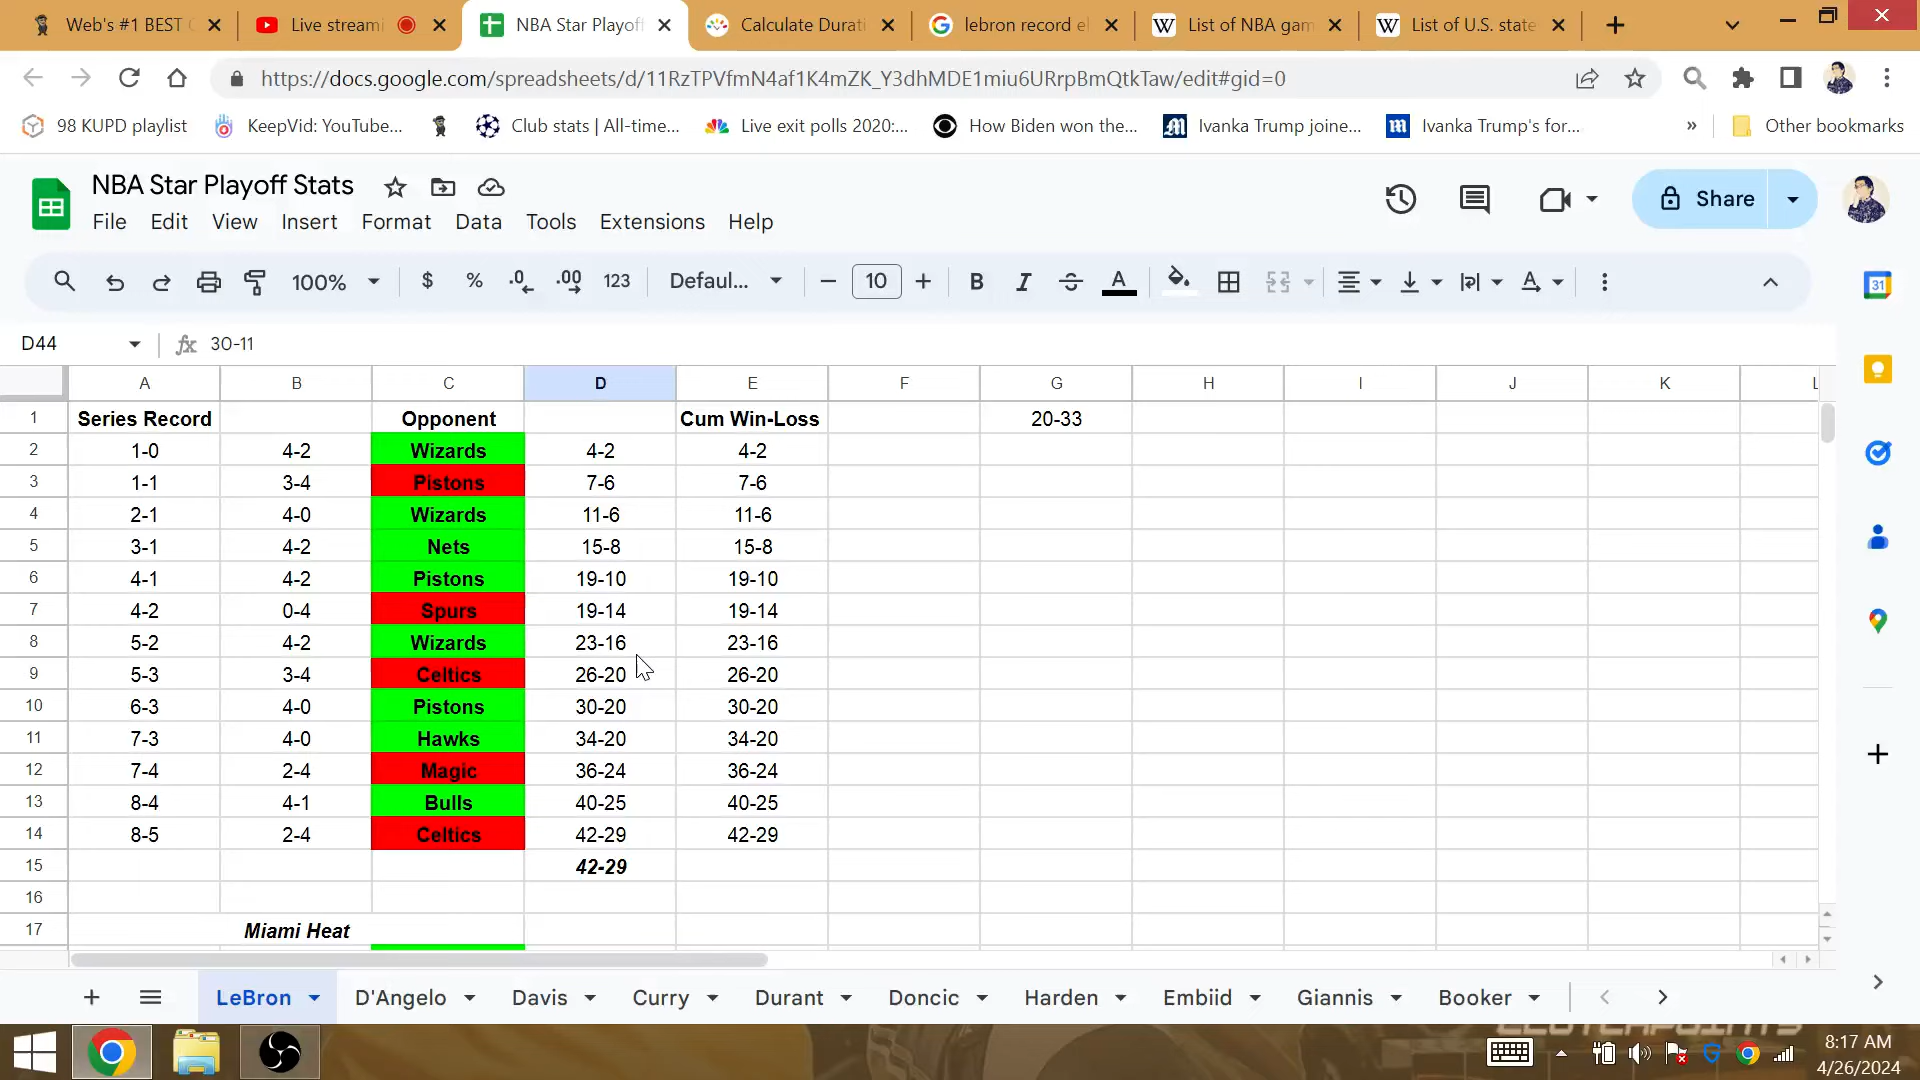 Web's #1 BEST
Live streami
NBA Star Playof
Calculate Durati
lebron record el
List of NBA gam
List of U.S. state
https://docs.google.com/spreadsheets/d/11RzTPVfmN4af1K4mZK_Y3dhMDE1miu6URrpBmQtkTaw/edit#gid=0
98 KUPD playlist
KeepVid: YouTube...
Club stats | All-time...
Live exit polls 2020:...
How Biden won the...
Ivanka Trump joine...
Ivanka Trump's for...
»
Other bookmarks
NBA Star Playoff Stats
File Edit View Insert Format Data Tools Extensions Help
Share
100% $ % .0 .00 123 Defaul... 10 B I A
D44 fx 30-11
A B C D E F G H I J K L
1 Series Record Opponent Cum Win-Loss 20-33
2 1-0 4-2 Wizards 4-2 4-2
3 1-1 3-4 Pistons 7-6 7-6
4 2-1 4-0 Wizards 11-6 11-6
5 3-1 4-2 Nets 15-8 15-8
6 4-1 4-2 Pistons 19-10 19-10
7 4-2 0-4 Spurs 19-14 19-14
8 5-2 4-2 Wizards 23-16 23-16
9 5-3 3-4 Celtics 26-20 26-20
10 6-3 4-0 Pistons 30-20 30-20
11 7-3 4-0 Hawks 34-20 34-20
12 7-4 2-4 Magic 36-24 36-24
13 8-4 4-1 Bulls 40-25 40-25
14 8-5 2-4 Celtics 42-29 42-29
15 42-29
16
17 Miami Heat
LeBron D'Angelo Davis Curry Durant Doncic Harden Embiid Giannis Booker
8:17 AM
4/26/2024